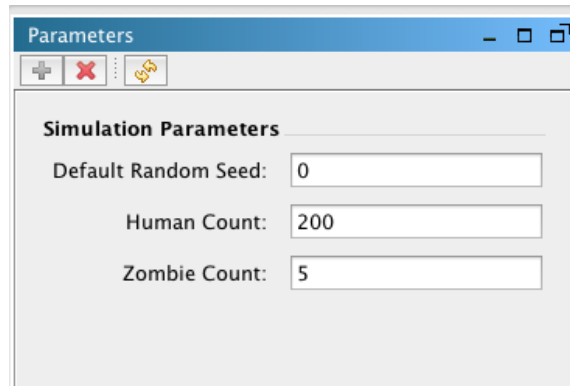 Parameters
Simulation Parameters
Default Random Seed: 0
Human Count: 200
Zombie Count: 5